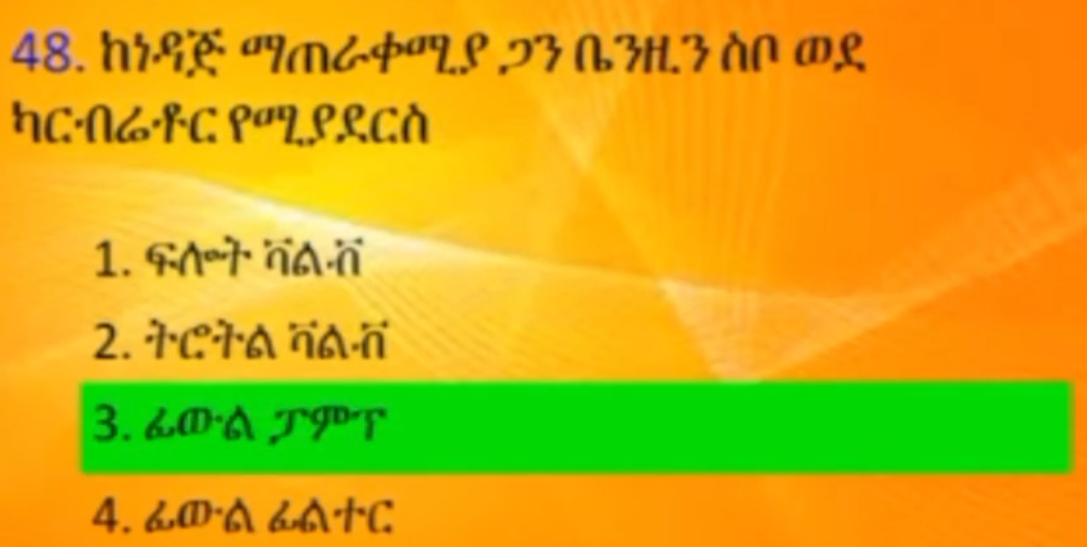 48. ከነዳጅ ማጠራቀሚያ ጋን ቤንዚን ስቦ ወደ
ካርብሬቶር የሚያደርስ
1. ፍሎት ቫልቭ
2. ትሮትል ቫልቭ
3. ፊውል ፓምፕ
4. ፊውል ፊልተር